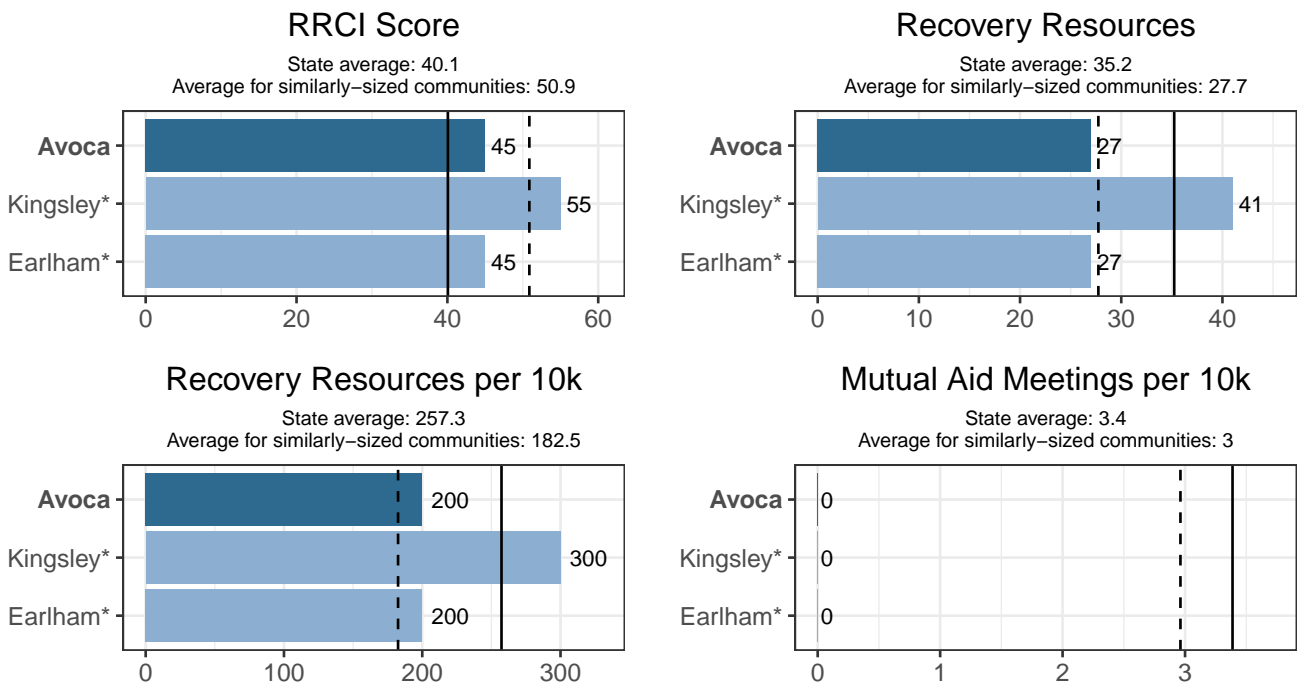 RRCI Score
State average: 40.1
Average for similarly−sized communities: 50.9
Avoca
45
Kingsley*
55
Earlham*
45
0 20 40 60
Recovery Resources
State average: 35.2
Average for similarly−sized communities: 27.7
Avoca
27
Kingsley*
41
Earlham*
27
0 10 20 30 40
Recovery Resources per 10k
State average: 257.3
Average for similarly−sized communities: 182.5
Avoca
200
Kingsley*
300
Earlham*
200
0 100 200 300
Mutual Aid Meetings per 10k
State average: 3.4
Average for similarly−sized communities: 3
Avoca
0
Kingsley*
0
Earlham*
0
0 1 2 3